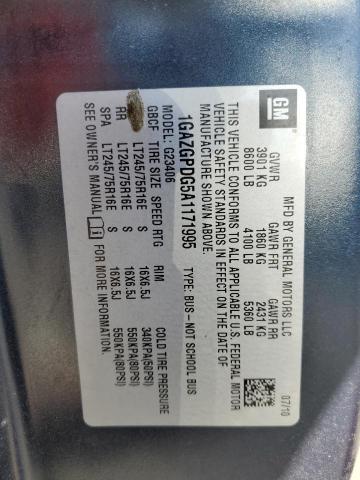 GM
MFD BY GENERAL MOTORS LLC 07/10
GVWR GAWR FRT GAWR RR
3901 KG 1860 KG 2431 KG
8600 LB 4100 LB 5360 LB
THIS VEHICLE CONFORMS TO ALL APPLICABLE U.S. FEDERAL MOTOR
VEHICLE SAFETY STANDARDS IN EFFECT ON THE DATE OF
MANUFACTURE SHOWN ABOVE.
1GAZGPDG5A1171995 TYPE: BUS-NOT SCHOOL BUS
MODEL: G23406
GBCF TIRE SIZE SPEED RTG RIM COLD TIRE PRESSURE
LT245/75R16E S 16X6.5J 340KPA(50PSI)
RR LT245/75R16E S 16X6.5J 550KPA(80PSI)
SPA LT245/75R16E S 16X6.5J 550KPA(80PSI)
SEE OWNER'S MANUAL FOR MORE INFORMATION.